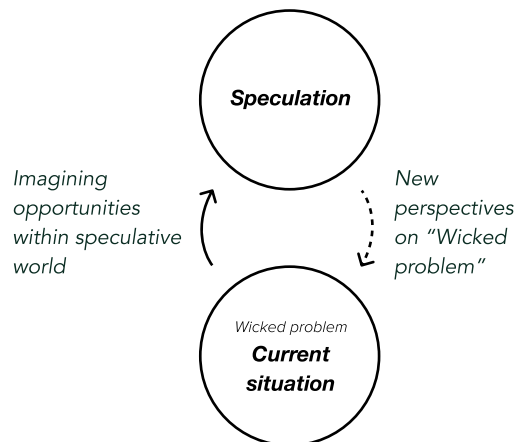 Speculation
Imagining
opportunities
within speculative
world
New
perspectives
on “Wicked
problem”
Wicked problem
Current
situation